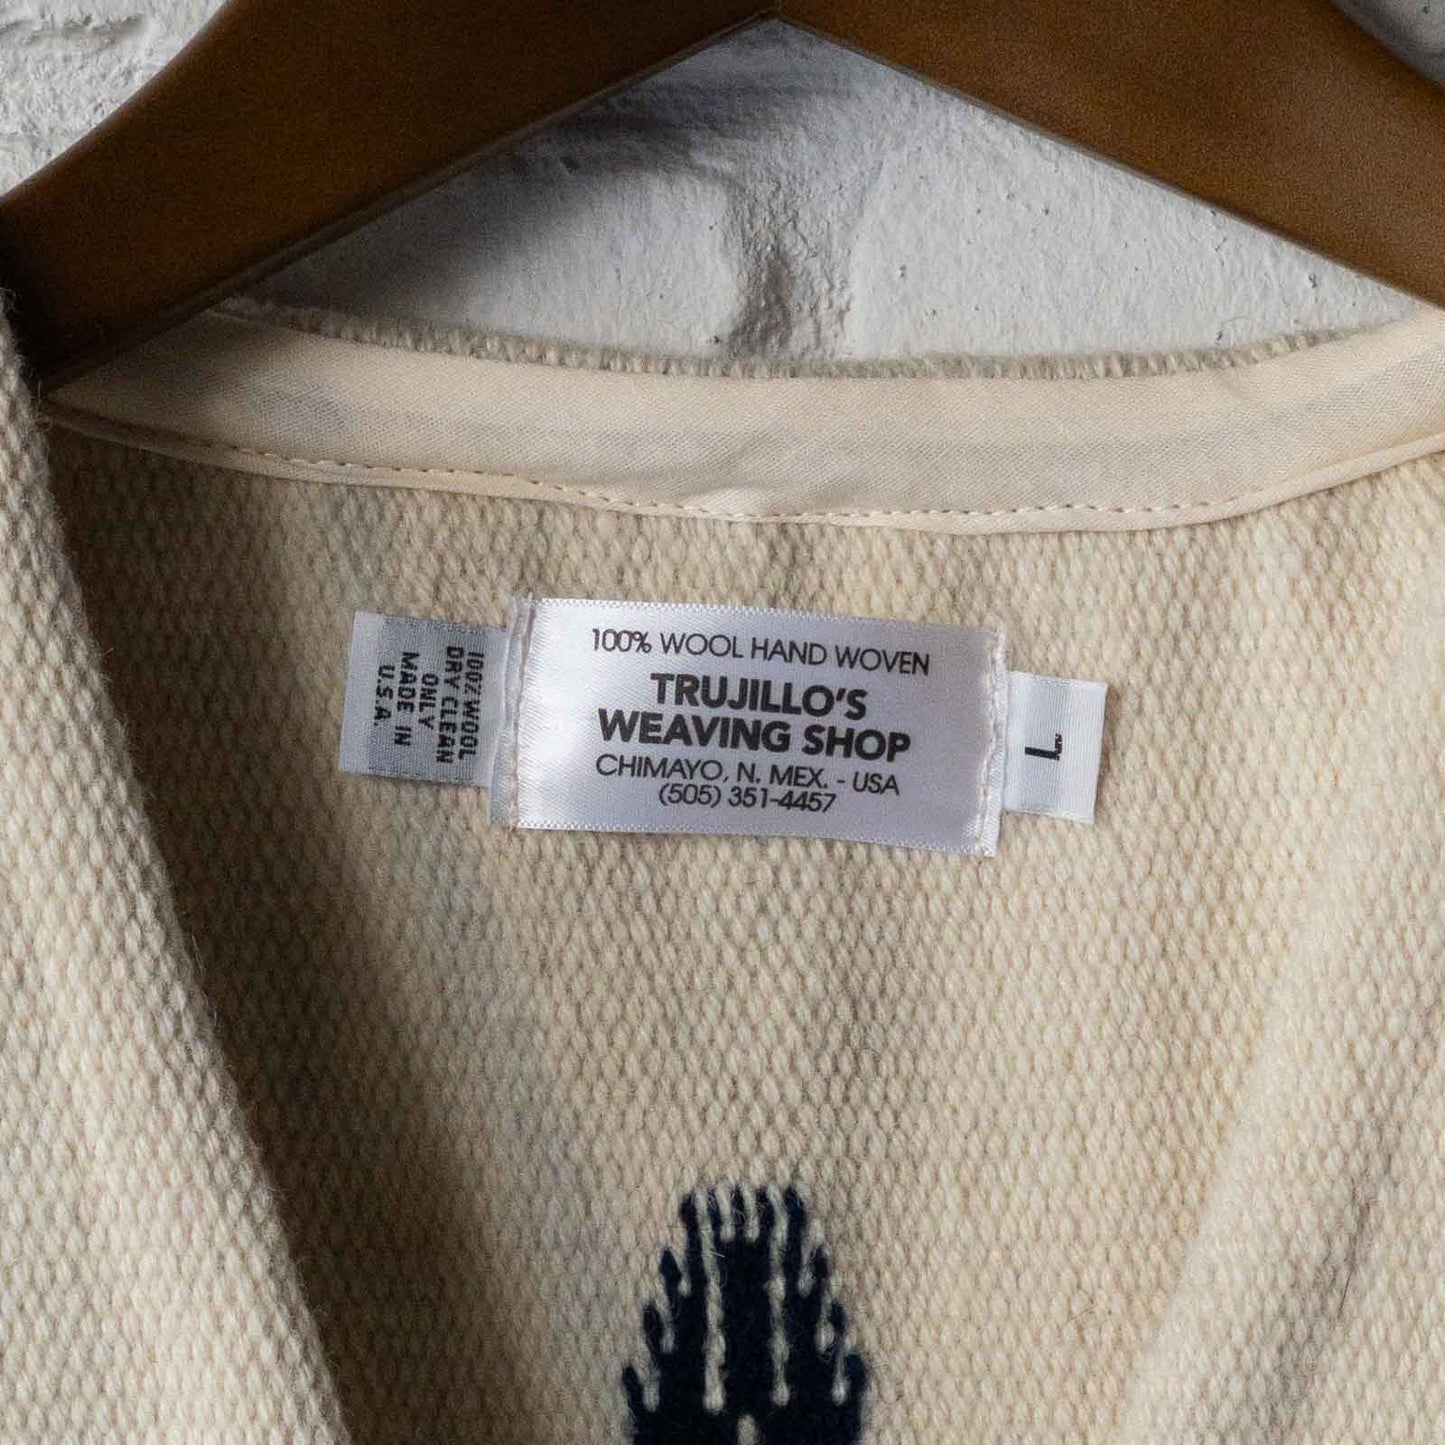 100% WOOL
DRY CLEAN
ONLY
MADE IN
U.S.A.
100% WOOL HAND WOVEN
TRUJILLO'S
WEAVING SHOP
CHIMAYO, N. MEX. - USA
(505) 351-4457
L